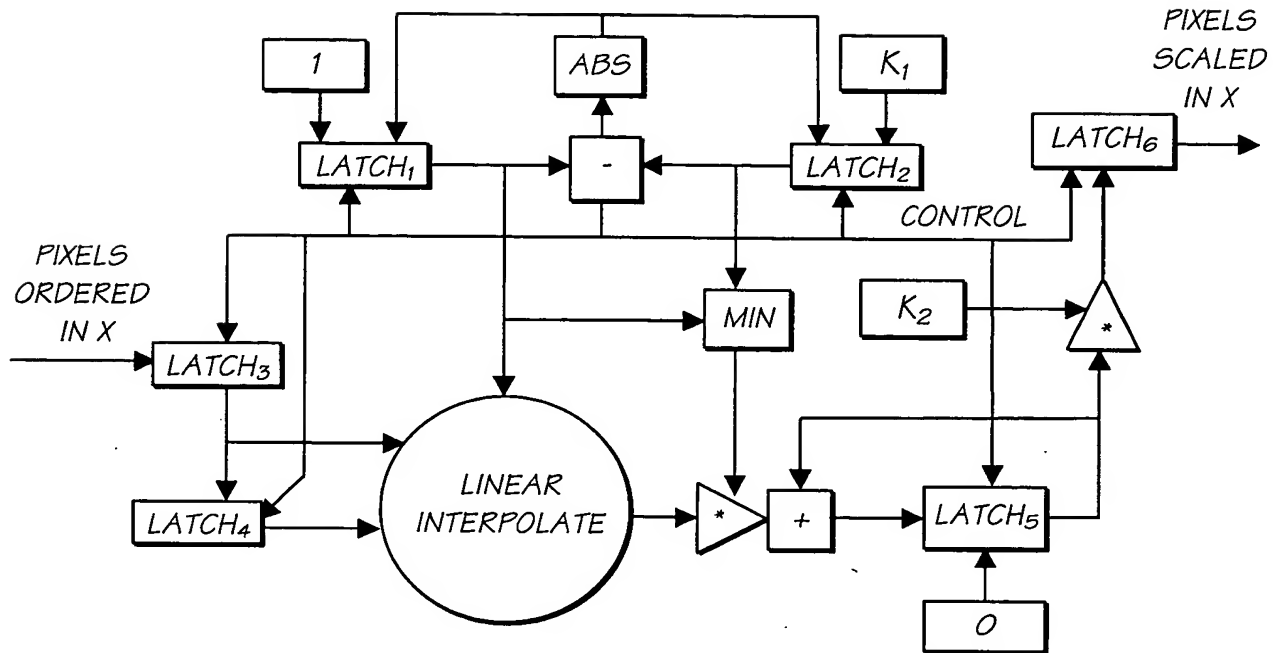 PIXELS
SCALED
IN X
1
ABS
K₁
LATCH₁
-
LATCH₂
LATCH₆
CONTROL
PIXELS
ORDERED
IN X
MIN
K₂
*
LATCH₃
LINEAR
INTERPOLATE
LATCH₄
*
+
LATCH₅
0